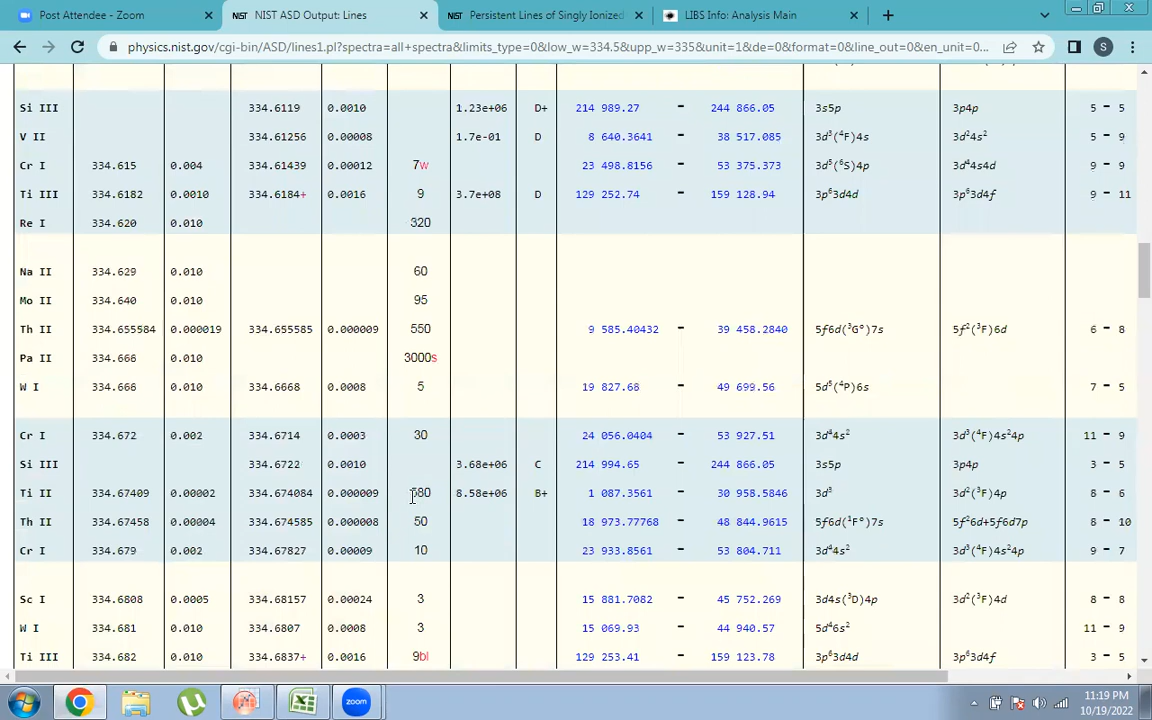 Post Attendee - Zoom × NIST NIST ASD Output: Lines × NIST Persistent Lines of Singly Ionized × LIBS Info: Analysis Main × +
physics.nist.gov/cgi-bin/ASD/lines1.pl?spectra=all+spectra&limits_type=0&low_w=334.5&upp_w=335&unit=1&de=0&format=0&line_out=0&en_unit=0... S
Si III 334.6119 0.0010 1.23e+06 D+ 214 989.27 - 244 866.05 3s5p 3p4p 5 - 5
V II 334.61256 0.00008 1.7e-01 D 8 640.3641 - 38 517.085 3d³(⁴F)4s 3d²4s² 5 - 9
Cr I 334.615 0.004 334.61439 0.00012 7w 23 498.8156 - 53 375.373 3d⁵(⁶S)4p 3d⁴4s4d 9 - 9
Ti III 334.6182 0.0010 334.6184+ 0.0016 9 3.7e+08 D 129 252.74 - 159 128.94 3p⁶3d4d 3p⁶3d4f 9 - 11
Re I 334.620 0.010 320
Na II 334.629 0.010 60
Mo II 334.640 0.010 95
Th II 334.655584 0.000019 334.655585 0.000009 550 9 585.40432 - 39 458.2840 5f6d(³G°)7s 5f²(³F)6d 6 - 8
Pa II 334.666 0.010 3000s
W I 334.666 0.010 334.6668 0.0008 5 19 827.68 - 49 699.56 5d⁵(⁴P)6s 7 - 5
Cr I 334.672 0.002 334.6714 0.0003 30 24 056.0404 - 53 927.51 3d⁴4s² 3d³(⁴F)4s²4p 11 - 9
Si III 334.6722 0.0010 3.68e+06 C 214 994.65 - 244 866.05 3s5p 3p4p 3 - 5
Ti II 334.67409 0.00002 334.674084 0.000009 580 8.58e+06 B+ 1 087.3561 - 30 958.5846 3d³ 3d²(³F)4p 8 - 6
Th II 334.67458 0.00004 334.674585 0.000008 50 18 973.77768 - 48 844.9615 5f6d(¹F°)7s 5f²6d+5f6d7p 8 - 10
Cr I 334.679 0.002 334.67827 0.00009 10 23 933.8561 - 53 804.711 3d⁴4s² 3d³(⁴F)4s²4p 9 - 7
Sc I 334.6808 0.0005 334.68157 0.00024 3 15 881.7082 - 45 752.269 3d4s(³D)4p 3d²(³F)4d 8 - 8
W I 334.681 0.010 334.6807 0.0008 3 15 069.93 - 44 940.57 5d⁴6s² 11 - 9
Ti III 334.682 0.010 334.6837+ 0.0016 9bl 129 253.41 - 159 123.78 3p⁶3d4d 3p⁶3d4f 3 - 5
zoom 11:19 PM
10/19/2022